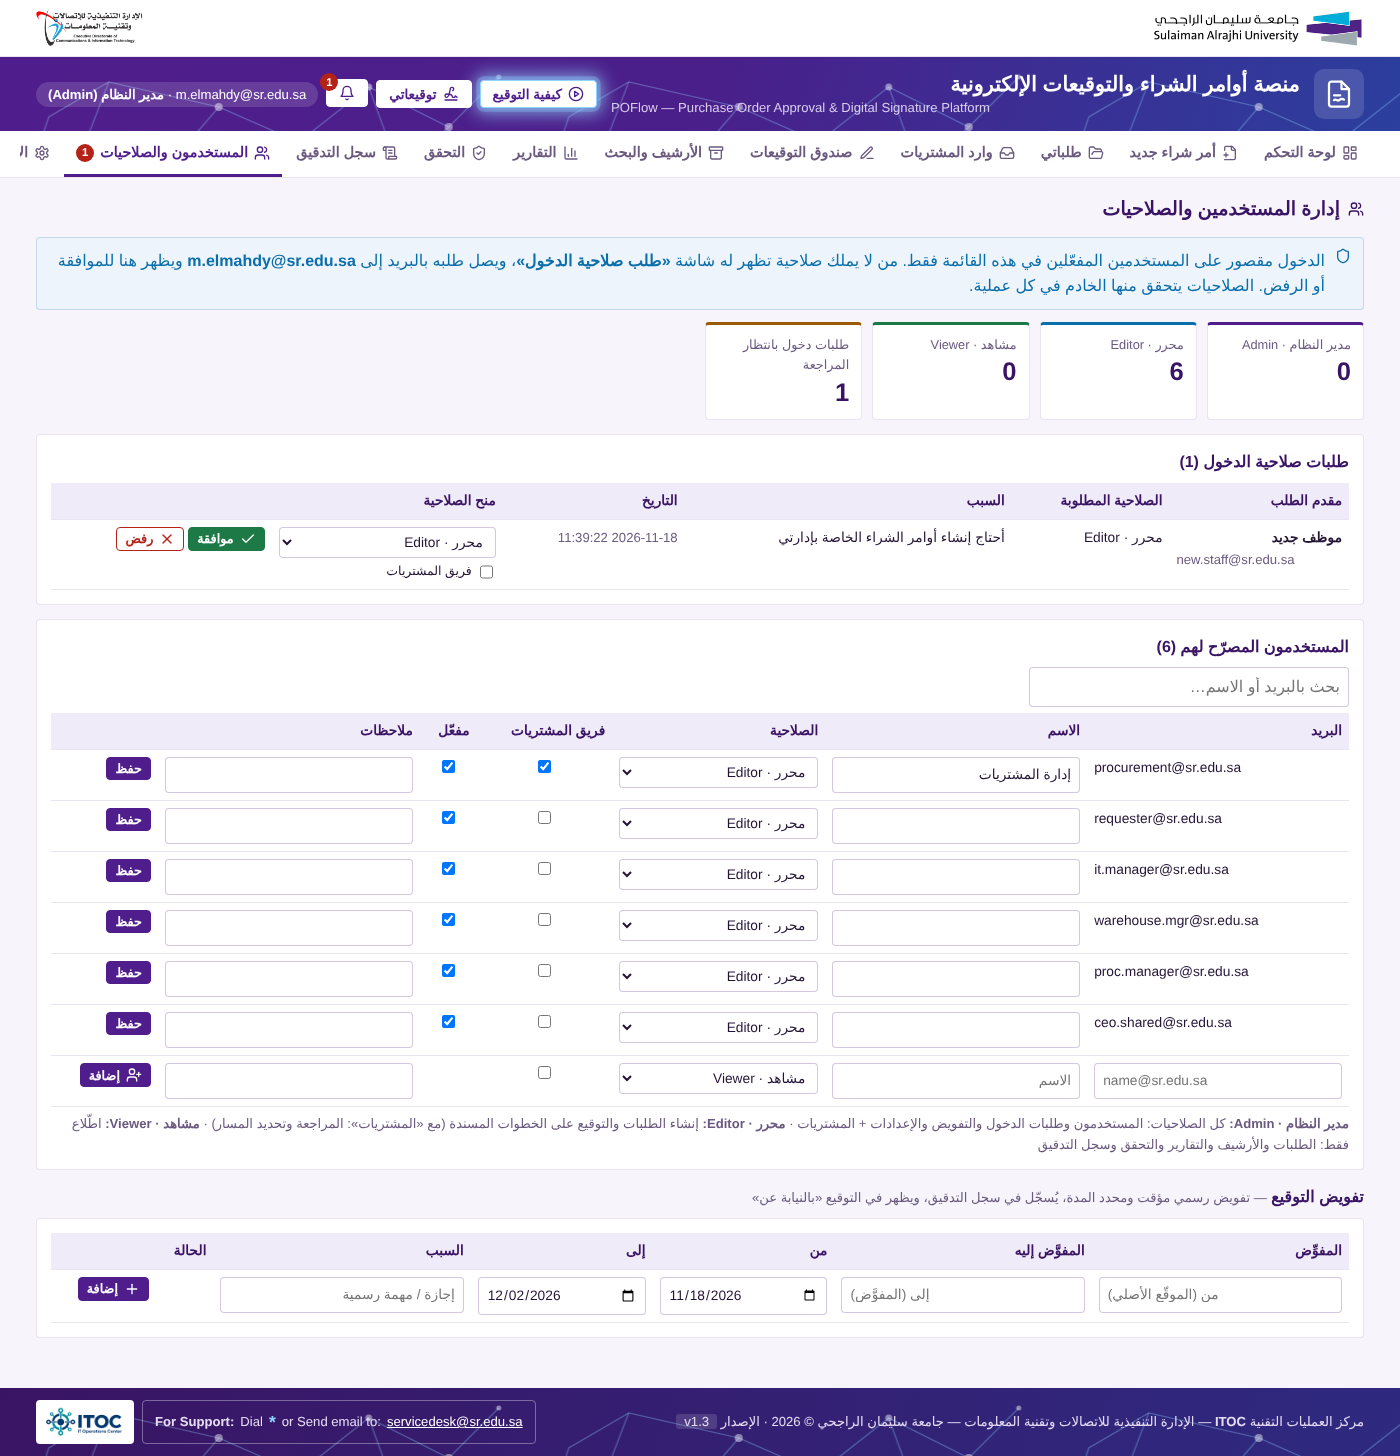 جامعة سليمان الراجحي
Sulaiman Alrajhi University
الإدارة التنفيذية للإتصالات
وتقنية المعلومات
Executive Directorate of
Communications & Information Technology
منصة أوامر الشراء والتوقيعات الإلكترونية
POFlow — Purchase Order Approval & Digital Signature Platform
كيفية التوقيع
توقيعاتي
1
m.elmahdy@sr.edu.sa · مدير النظام (Admin)
لوحة التحكم
أمر شراء جديد
طلباتي
وارد المشتريات
صندوق التوقيعات
الأرشيف والبحث
التقارير
التحقق
سجل التدقيق
المستخدمون والصلاحيات 1
إدارة المستخدمين والصلاحيات
الدخول مقصور على المستخدمين المفعّلين في هذه القائمة فقط. من لا يملك صلاحية تظهر له شاشة «طلب صلاحية الدخول»، ويصل طلبه بالبريد إلى m.elmahdy@sr.edu.sa ويظهر هنا للموافقة
أو الرفض. الصلاحيات يتحقق منها الخادم في كل عملية.
مدير النظام · Admin
0
محرر · Editor
6
مشاهد · Viewer
0
طلبات دخول بانتظار
المراجعة
1
طلبات صلاحية الدخول (1)
مقدم الطلب الصلاحية المطلوبة السبب التاريخ منح الصلاحية
موظف جديد محرر · Editor أحتاج إنشاء أوامر الشراء الخاصة بإدارتي 2026-11-18 11:39:22 محرر · Editor موافقة رفض
new.staff@sr.edu.sa فريق المشتريات
المستخدمون المصرّح لهم (6)
بحث بالبريد أو الاسم…
البريد الاسم الصلاحية فريق المشتريات مفعّل ملاحظات
procurement@sr.edu.sa إدارة المشتريات محرر · Editor حفظ
requester@sr.edu.sa محرر · Editor حفظ
it.manager@sr.edu.sa محرر · Editor حفظ
warehouse.mgr@sr.edu.sa محرر · Editor حفظ
proc.manager@sr.edu.sa محرر · Editor حفظ
ceo.shared@sr.edu.sa محرر · Editor حفظ
name@sr.edu.sa الاسم مشاهد · Viewer إضافة
مدير النظام · Admin: كل الصلاحيات: المستخدمون وطلبات الدخول والتفويض والإعدادات + المشتريات · محرر · Editor: إنشاء الطلبات والتوقيع على الخطوات المسندة (مع «المشتريات»: المراجعة وتحديد المسار) · مشاهد · Viewer: اطّلاع
فقط: الطلبات والأرشيف والتقارير والتحقق وسجل التدقيق
تفويض التوقيع — تفويض رسمي مؤقت ومحدد المدة، يُسجّل في سجل التدقيق، ويظهر في التوقيع «بالنيابة عن»
المفوِّض المفوَّض إليه من إلى السبب الحالة
من (الموقّع الأصلي) إلى (المفوَّض) 11/18/2026 12/02/2026 إجازة / مهمة رسمية إضافة
مركز العمليات التقنية ITOC — الإدارة التنفيذية للاتصالات وتقنية المعلومات — جامعة سليمان الراجحي © 2026 · الإصدار v1.3
For Support: Dial * or Send email to: servicedesk@sr.edu.sa
ITOC
IT Operations Center